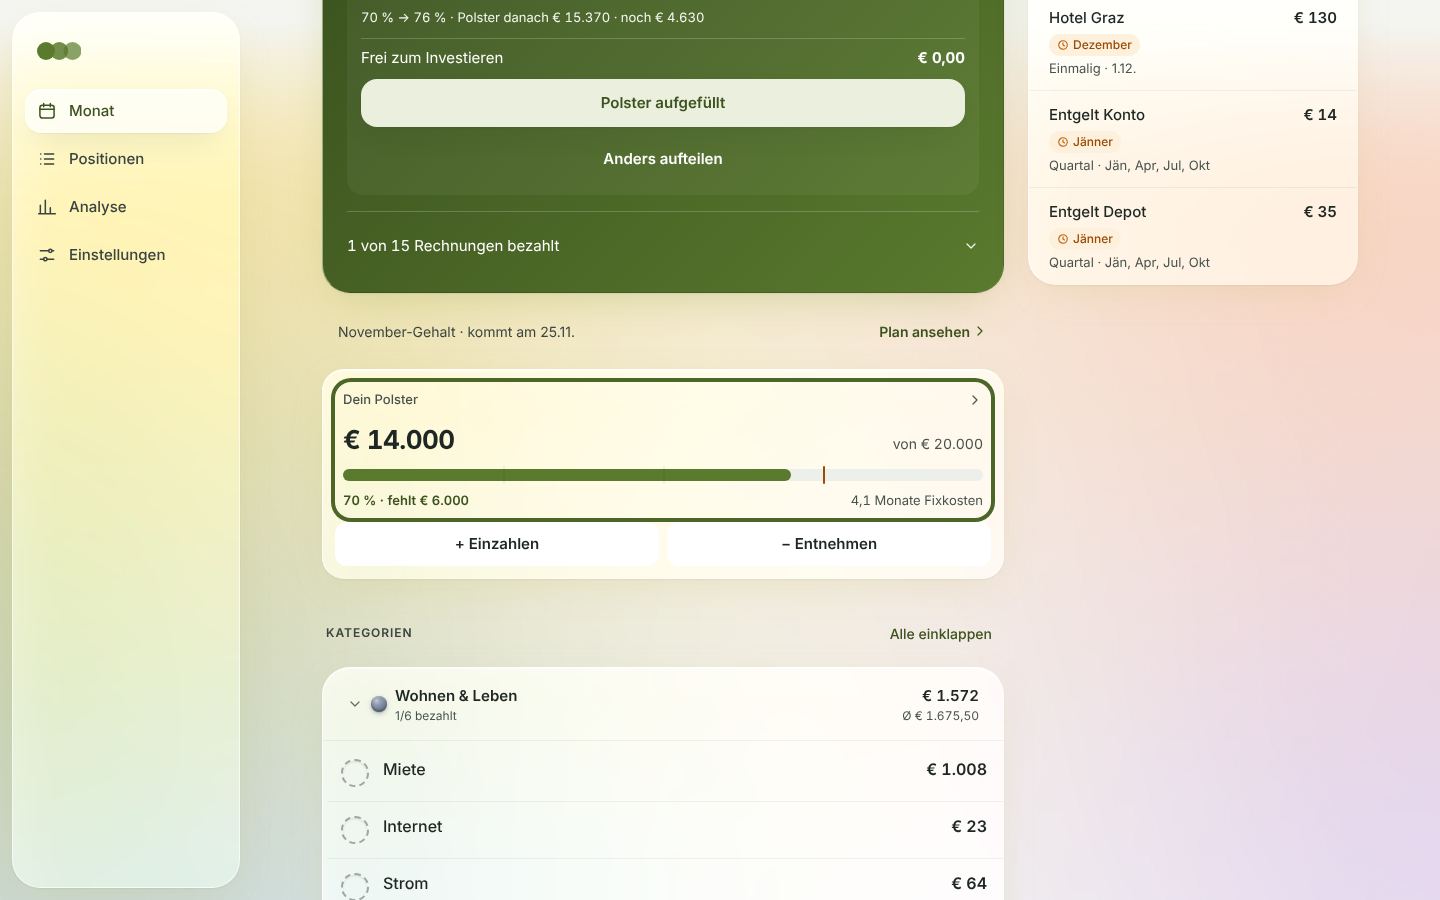 Monat
Positionen
Analyse
Einstellungen
70 % → 76 % · Polster danach € 15.370 · noch € 4.630
Frei zum Investieren € 0,00
Polster aufgefüllt
Anders aufteilen
1 von 15 Rechnungen bezahlt
November-Gehalt · kommt am 25.11. Plan ansehen
Dein Polster
€ 14.000 von € 20.000
70 % · fehlt € 6.000 4,1 Monate Fixkosten
+ Einzahlen − Entnehmen
KATEGORIEN Alle einklappen
Wohnen & Leben € 1.572
1/6 bezahlt Ø € 1.675,50
Miete € 1.008
Internet € 23
Strom € 64
Hotel Graz € 130
Dezember
Einmalig · 1.12.
Entgelt Konto € 14
Jänner
Quartal · Jän, Apr, Jul, Okt
Entgelt Depot € 35
Jänner
Quartal · Jän, Apr, Jul, Okt